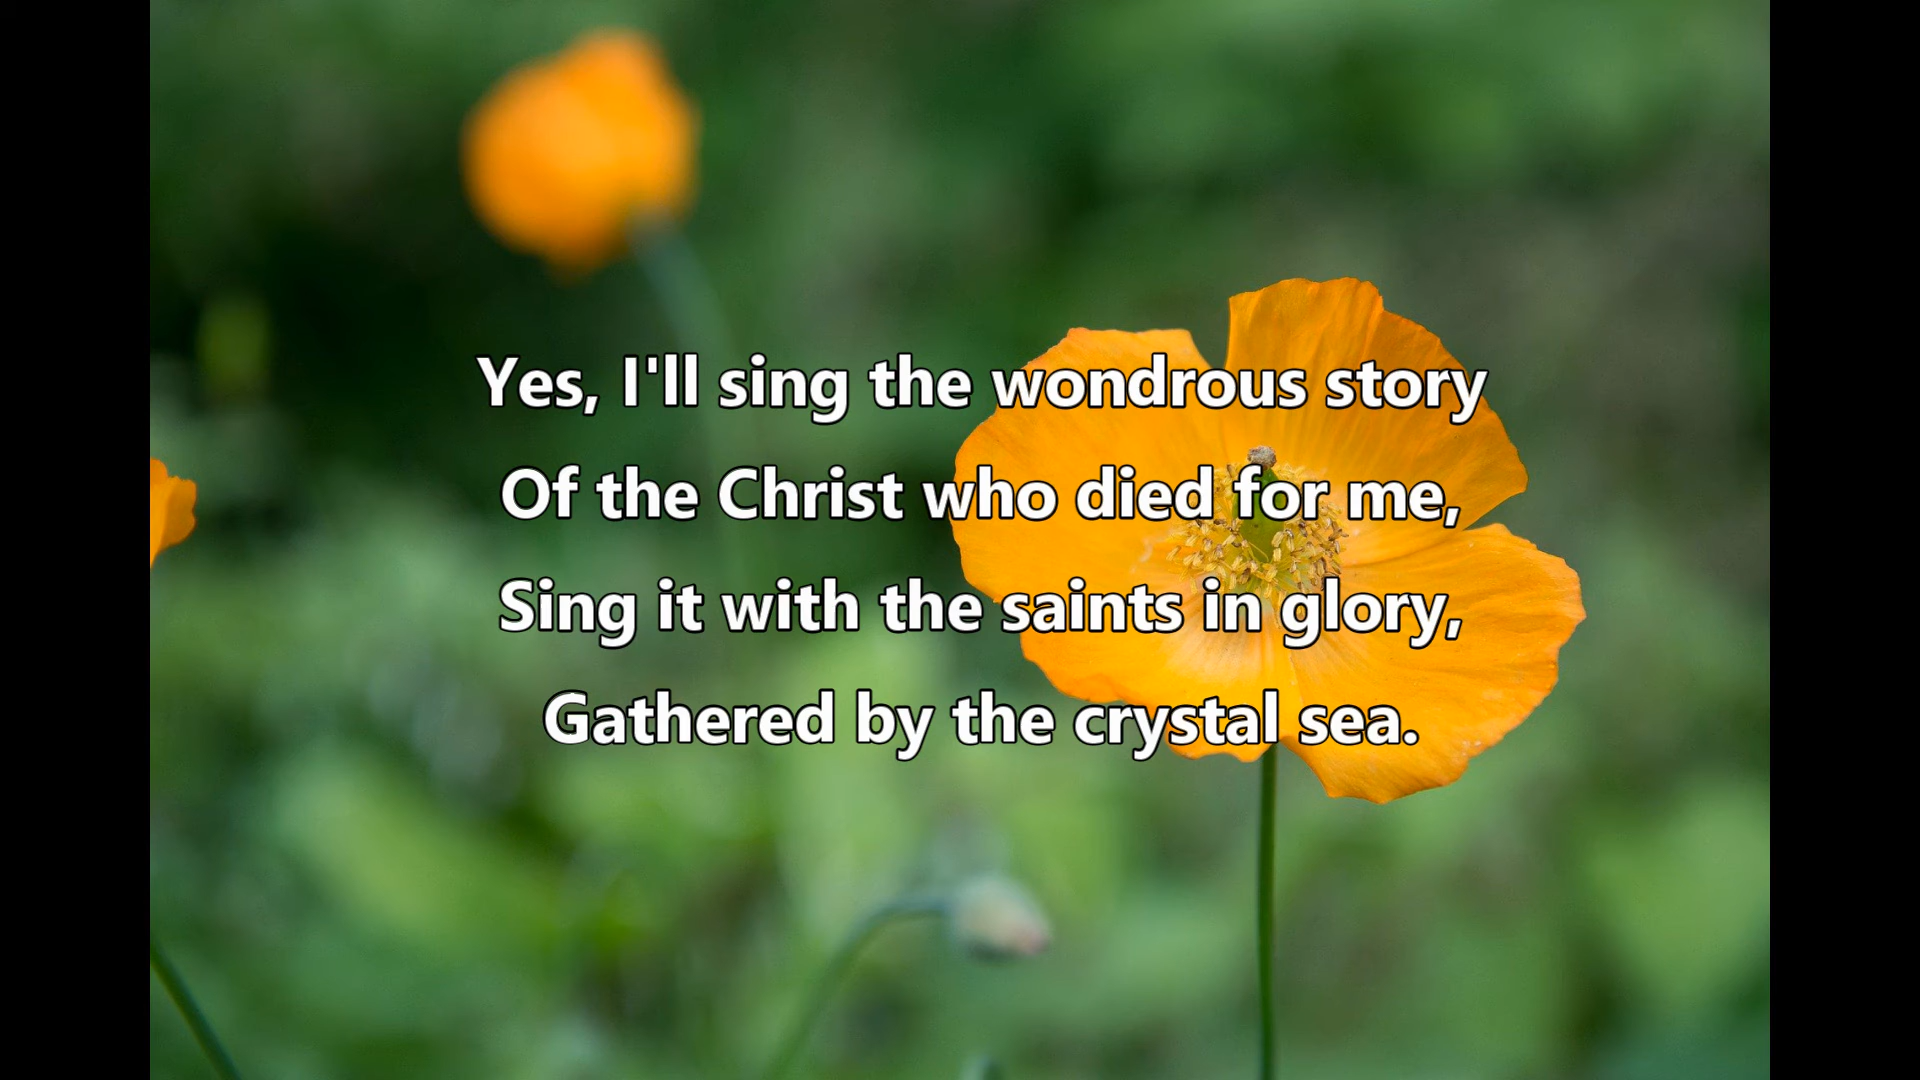 Yes, I'll sing the wondrous story
Of the Christ who died for me,
Sing it with the saints in glory,
Gathered by the crystal sea.